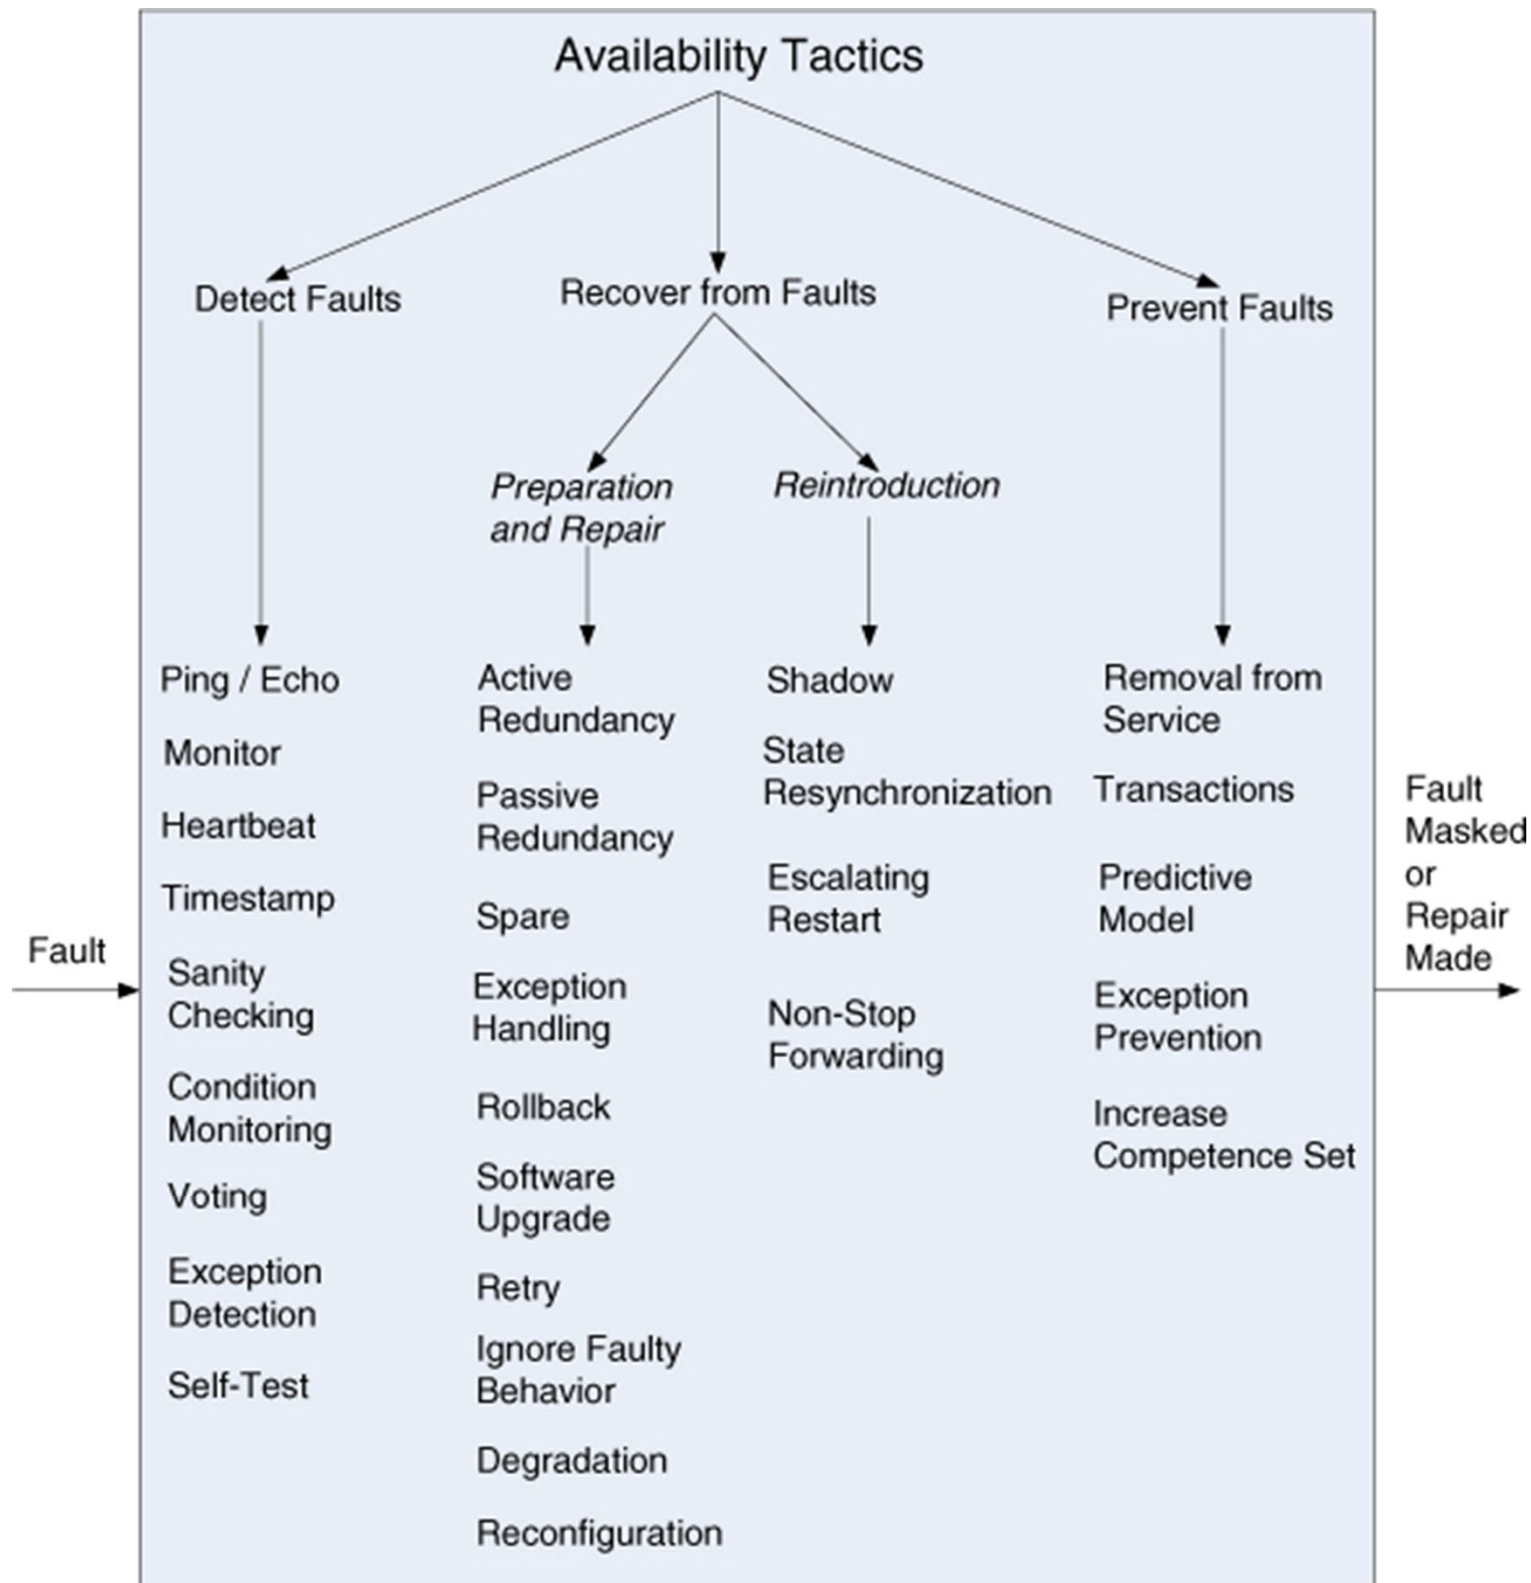 Availability Tactics
Detect Faults
Recover from Faults
Prevent Faults
Preparation
and Repair
Reintroduction
Fault
Ping / Echo
Monitor
Heartbeat
Timestamp
Sanity
Checking
Condition
Monitoring
Voting
Exception
Detection
Self-Test
Active
Redundancy
Passive
Redundancy
Spare
Exception
Handling
Rollback
Software
Upgrade
Retry
Ignore Faulty
Behavior
Degradation
Reconfiguration
Shadow
State
Resynchronization
Escalating
Restart
Non-Stop
Forwarding
Removal from
Service
Transactions
Predictive
Model
Exception
Prevention
Increase
Competence Set
Fault
Masked
or
Repair
Made